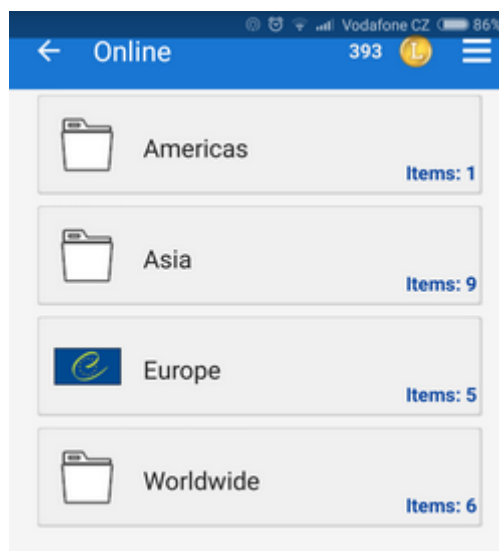 Vodafone CZ 86%
Online 393 L
Americas
Items: 1
Asia
Items: 9
Europe
Items: 5
Worldwide
Items: 6